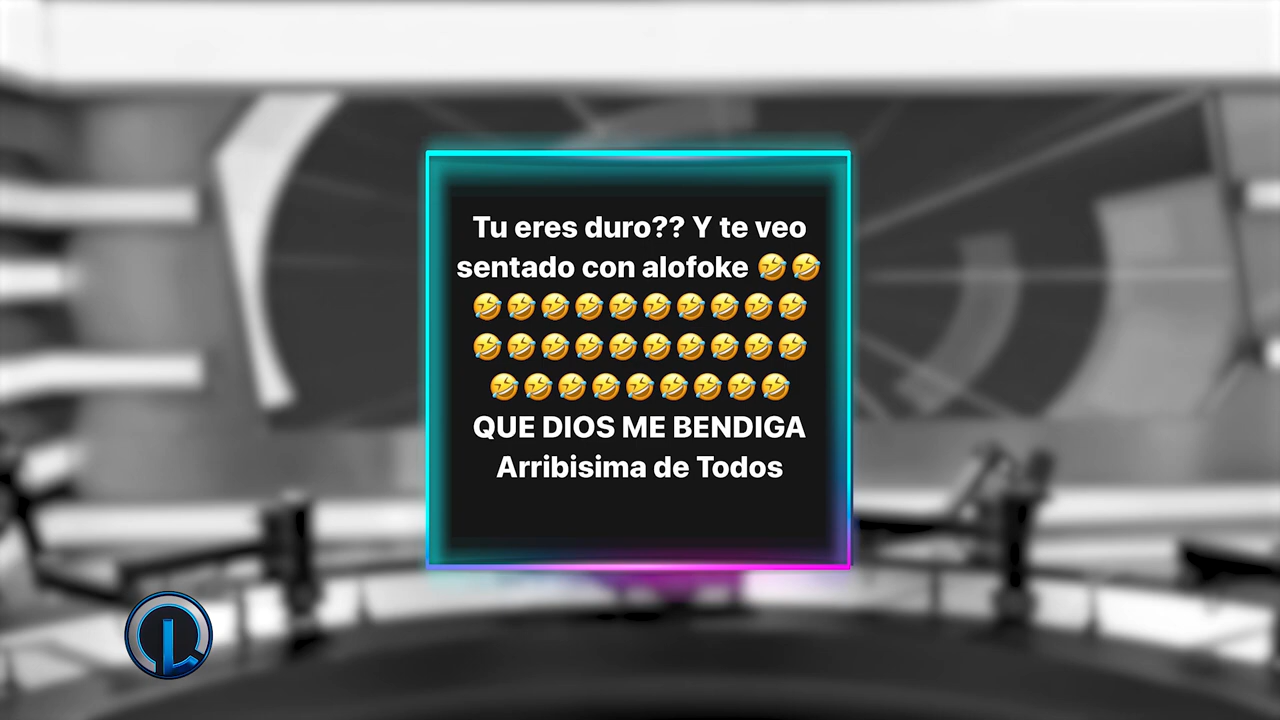 Tu eres duro?? Y te veo
sentado con alofoke 🤣🤣
🤣🤣🤣🤣🤣🤣🤣🤣🤣🤣
🤣🤣🤣🤣🤣🤣🤣🤣🤣🤣
🤣🤣🤣🤣🤣🤣🤣🤣🤣
QUE DIOS ME BENDIGA
Arribisima de Todos